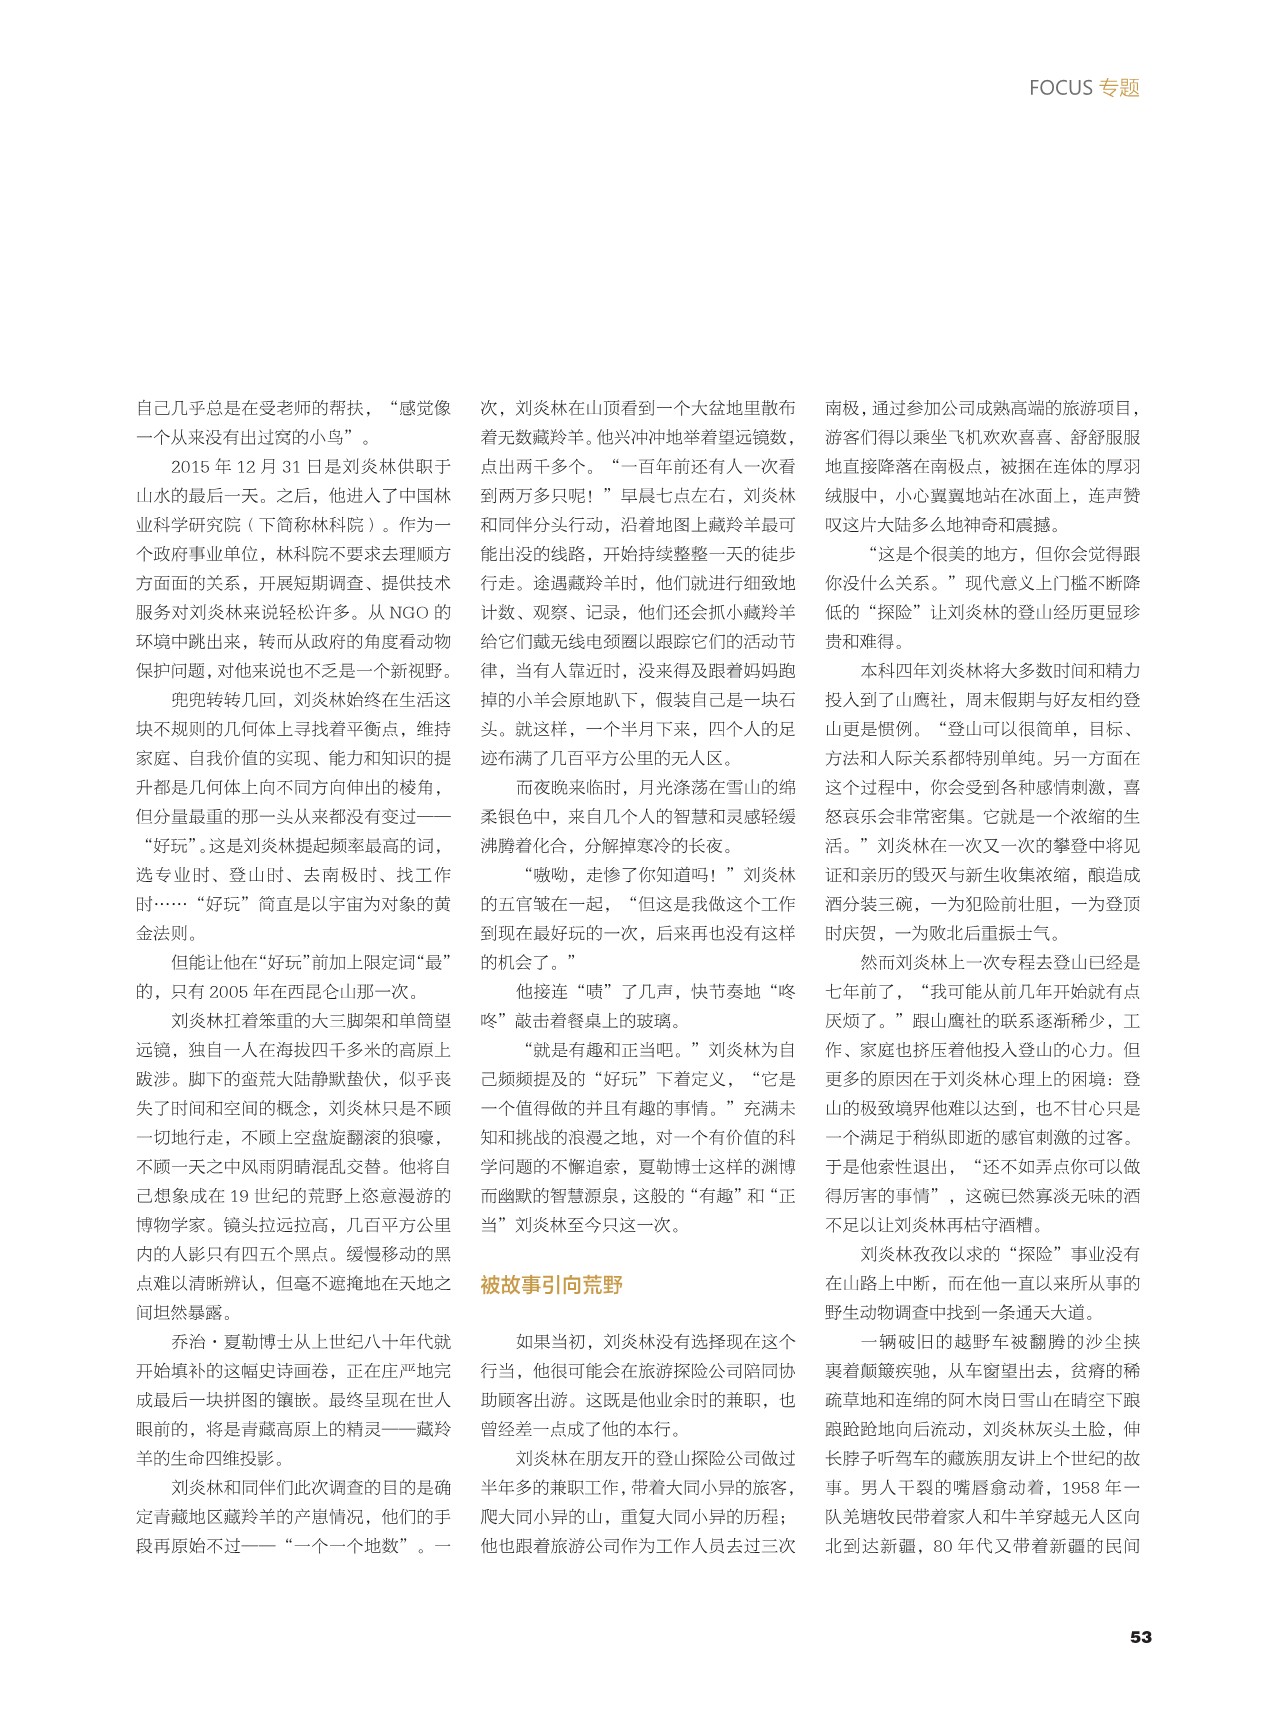 FOCUS 专题
自己几乎总是在受老师的帮扶，“感觉像
一个从来没有出过窝的小鸟”。
2015 年 12 月 31 日是刘炎林供职于
山水的最后一天。之后，他进入了中国林
业科学研究院（下简称林科院）。作为一
个政府事业单位，林科院不要求去理顺方
方面面的关系，开展短期调查、提供技术
服务对刘炎林来说轻松许多。从 NGO 的
环境中跳出来，转而从政府的角度看动物
保护问题，对他来说也不乏是一个新视野。
兜兜转转几回，刘炎林始终在生活这
块不规则的几何体上寻找着平衡点，维持
家庭、自我价值的实现、能力和知识的提
升都是几何体上向不同方向伸出的棱角，
但分量最重的那一头从来都没有变过——
“好玩”。这是刘炎林提起频率最高的词，
选专业时、登山时、去南极时、找工作
时……“好玩”简直是以宇宙为对象的黄
金法则。
但能让他在“好玩”前加上限定词“最”
的，只有 2005 年在西昆仑山那一次。
刘炎林扛着笨重的大三脚架和单筒望
远镜，独自一人在海拔四千多米的高原上
跋涉。脚下的蛮荒大陆静默蛰伏，似乎丧
失了时间和空间的概念，刘炎林只是不顾
一切地行走，不顾上空盘旋翻滚的狼嚎，
不顾一天之中风雨阴晴混乱交替。他将自
己想象成在 19 世纪的荒野上恣意漫游的
博物学家。镜头拉远拉高，几百平方公里
内的人影只有四五个黑点。缓慢移动的黑
点难以清晰辨认，但毫不遮掩地在天地之
间坦然暴露。
乔治·夏勒博士从上世纪八十年代就
开始填补的这幅史诗画卷，正在庄严地完
成最后一块拼图的镶嵌。最终呈现在世人
眼前的，将是青藏高原上的精灵——藏羚
羊的生命四维投影。
刘炎林和同伴们此次调查的目的是确
定青藏地区藏羚羊的产崽情况，他们的手
段再原始不过——“一个一个地数”。一
次，刘炎林在山顶看到一个大盆地里散布
着无数藏羚羊。他兴冲冲地举着望远镜数，
点出两千多个。“一百年前还有人一次看
到两万多只呢！”早晨七点左右，刘炎林
和同伴分头行动，沿着地图上藏羚羊最可
能出没的线路，开始持续整整一天的徒步
行走。途遇藏羚羊时，他们就进行细致地
计数、观察、记录，他们还会抓小藏羚羊
给它们戴无线电颈圈以跟踪它们的活动节
律，当有人靠近时，没来得及跟着妈妈跑
掉的小羊会原地趴下，假装自己是一块石
头。就这样，一个半月下来，四个人的足
迹布满了几百平方公里的无人区。
而夜晚来临时，月光涤荡在雪山的绵
柔银色中，来自几个人的智慧和灵感轻缓
沸腾着化合，分解掉寒冷的长夜。
“嗷呦，走惨了你知道吗！”刘炎林
的五官皱在一起，“但这是我做这个工作
到现在最好玩的一次，后来再也没有这样
的机会了。”
他接连“啧”了几声，快节奏地“咚
咚”敲击着餐桌上的玻璃。
“就是有趣和正当吧。”刘炎林为自
己频频提及的“好玩”下着定义，“它是
一个值得做的并且有趣的事情。”充满未
知和挑战的浪漫之地，对一个有价值的科
学问题的不懈追索，夏勒博士这样的渊博
而幽默的智慧源泉，这般的“有趣”和“正
当”刘炎林至今只这一次。
被故事引向荒野
如果当初，刘炎林没有选择现在这个
行当，他很可能会在旅游探险公司陪同协
助顾客出游。这既是他业余时的兼职，也
曾经差一点成了他的本行。
刘炎林在朋友开的登山探险公司做过
半年多的兼职工作，带着大同小异的旅客，
爬大同小异的山，重复大同小异的历程；
他也跟着旅游公司作为工作人员去过三次
南极，通过参加公司成熟高端的旅游项目，
游客们得以乘坐飞机欢欢喜喜、舒舒服服
地直接降落在南极点，被捆在连体的厚羽
绒服中，小心翼翼地站在冰面上，连声赞
叹这片大陆多么地神奇和震撼。
“这是个很美的地方，但你会觉得跟
你没什么关系。”现代意义上门槛不断降
低的“探险”让刘炎林的登山经历更显珍
贵和难得。
本科四年刘炎林将大多数时间和精力
投入到了山鹰社，周末假期与好友相约登
山更是惯例。“登山可以很简单，目标、
方法和人际关系都特别单纯。另一方面在
这个过程中，你会受到各种感情刺激，喜
怒哀乐会非常密集。它就是一个浓缩的生
活。”刘炎林在一次又一次的攀登中将见
证和亲历的毁灭与新生收集浓缩，酿造成
酒分装三碗，一为犯险前壮胆，一为登顶
时庆贺，一为败北后重振士气。
然而刘炎林上一次专程去登山已经是
七年前了，“我可能从前几年开始就有点
厌烦了。”跟山鹰社的联系逐渐稀少，工
作、家庭也挤压着他投入登山的心力。但
更多的原因在于刘炎林心理上的困境：登
山的极致境界他难以达到，也不甘心只是
一个满足于稍纵即逝的感官刺激的过客。
于是他索性退出，“还不如弄点你可以做
得厉害的事情”，这碗已然寡淡无味的酒
不足以让刘炎林再枯守酒糟。
刘炎林孜孜以求的“探险”事业没有
在山路上中断，而在他一直以来所从事的
野生动物调查中找到一条通天大道。
一辆破旧的越野车被翻腾的沙尘挟
裹着颠簸疾驰，从车窗望出去，贫瘠的稀
疏草地和连绵的阿木岗日雪山在晴空下踉
踉跄跄地向后流动，刘炎林灰头土脸，伸
长脖子听驾车的藏族朋友讲上个世纪的故
事。男人干裂的嘴唇翕动着，1958 年一
队羌塘牧民带着家人和牛羊穿越无人区向
北到达新疆，80 年代又带着新疆的民间
53